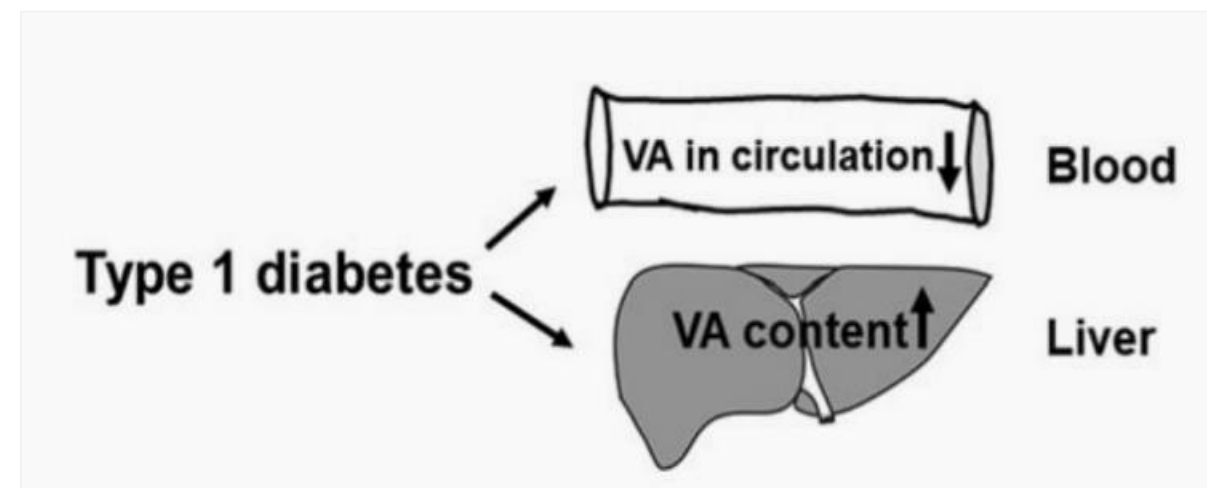 VA in circulation
Blood
Type 1 diabetes
VA content
Liver